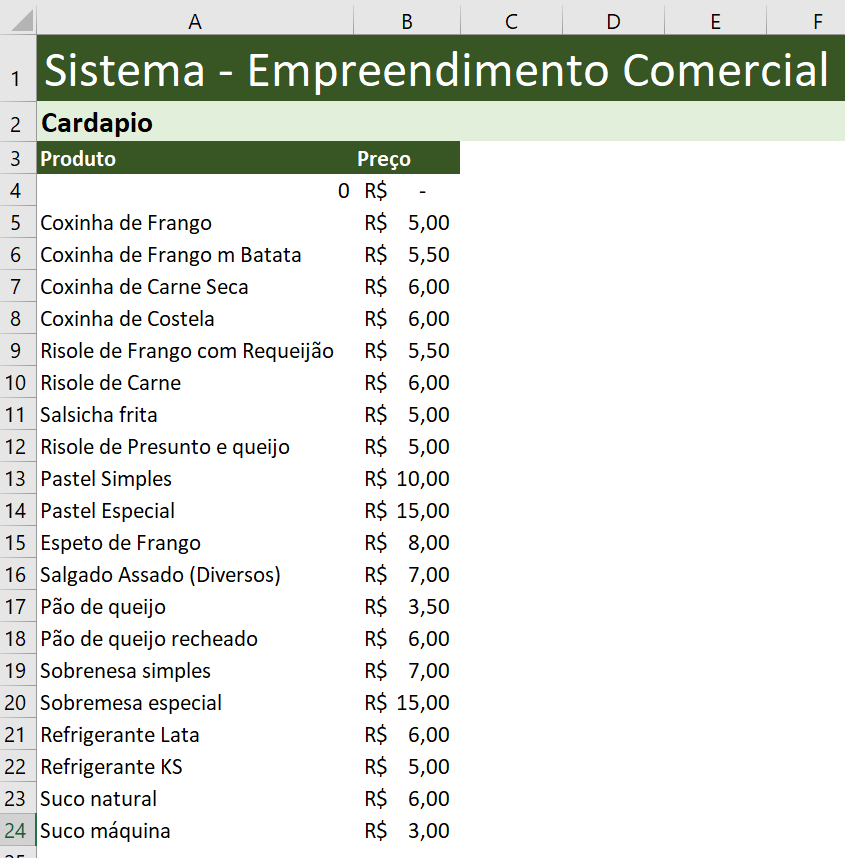 A B C D E F
1 Sistema - Empreendimento Comercial
2 Cardapio
3 Produto Preço
4 0 R$ -
5 Coxinha de Frango R$ 5,00
6 Coxinha de Frango m Batata R$ 5,50
7 Coxinha de Carne Seca R$ 6,00
8 Coxinha de Costela R$ 6,00
9 Risole de Frango com Requeijão R$ 5,50
10 Risole de Carne R$ 6,00
11 Salsicha frita R$ 5,00
12 Risole de Presunto e queijo R$ 5,00
13 Pastel Simples R$ 10,00
14 Pastel Especial R$ 15,00
15 Espeto de Frango R$ 8,00
16 Salgado Assado (Diversos) R$ 7,00
17 Pão de queijo R$ 3,50
18 Pão de queijo recheado R$ 6,00
19 Sobrenesa simples R$ 7,00
20 Sobremesa especial R$ 15,00
21 Refrigerante Lata R$ 6,00
22 Refrigerante KS R$ 5,00
23 Suco natural R$ 6,00
24 Suco máquina R$ 3,00